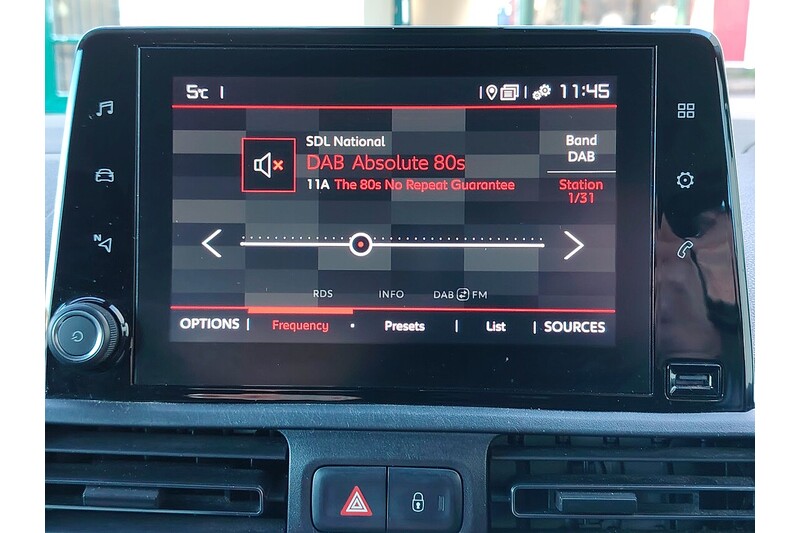 5°C
11:45
SDL National
DAB Absolute 80s
11A The 80s No Repeat Guarantee
Band
DAB
Station
1/31
RDS INFO DAB FM
OPTIONS Frequency Presets List SOURCES
N